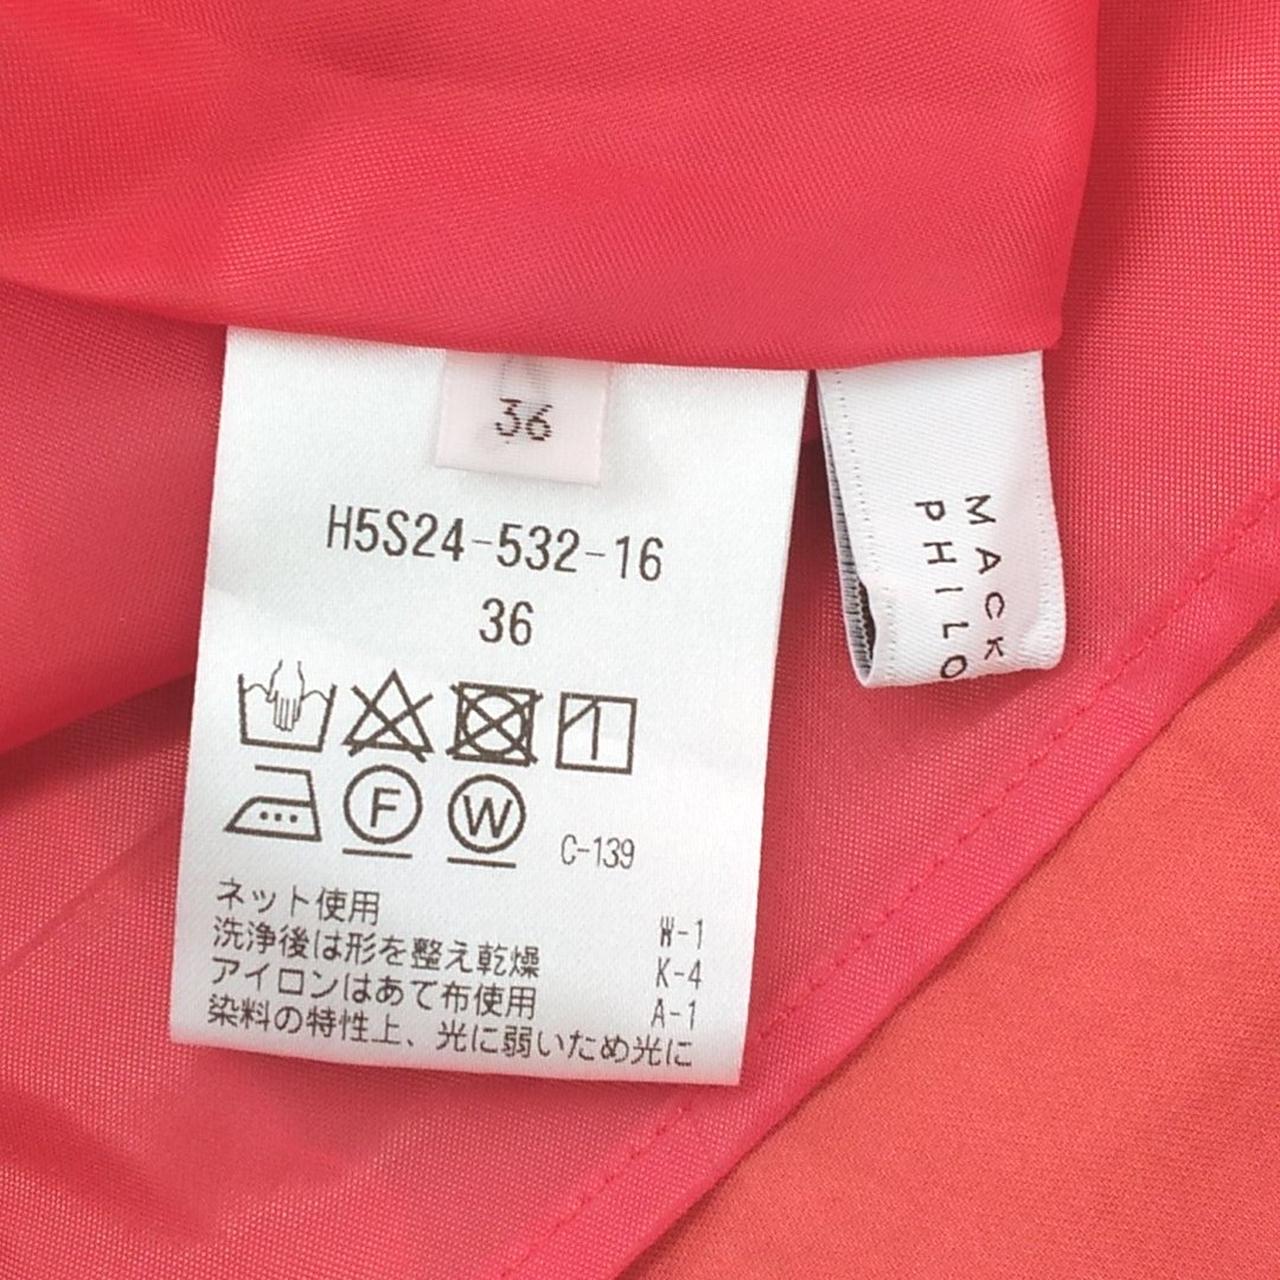 36
H5S24-532-16
36
F W C-139
ネット使用
洗浄後は形を整え乾燥
アイロンはあて布使用
染料の特性上、光に弱いため光に
W-1
K-4
A-1
MACK
PHILO